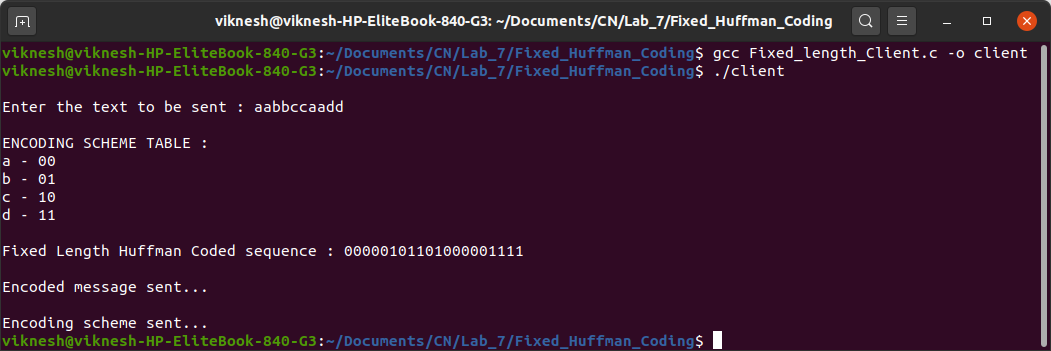 viknesh@viknesh-HP-EliteBook-840-G3: ~/Documents/CN/Lab_7/Fixed_Huffman_Coding
viknesh@viknesh-HP-EliteBook-840-G3:~/Documents/CN/Lab_7/Fixed_Huffman_Coding$ gcc Fixed_length_Client.c -o client
viknesh@viknesh-HP-EliteBook-840-G3:~/Documents/CN/Lab_7/Fixed_Huffman_Coding$ ./client
Enter the text to be sent : aabbccaadd
ENCODING SCHEME TABLE :
a - 00
b - 01
c - 10
d - 11
Fixed Length Huffman Coded sequence : 00000101101000001111
Encoded message sent...
Encoding scheme sent...
viknesh@viknesh-HP-EliteBook-840-G3:~/Documents/CN/Lab_7/Fixed_Huffman_Coding$